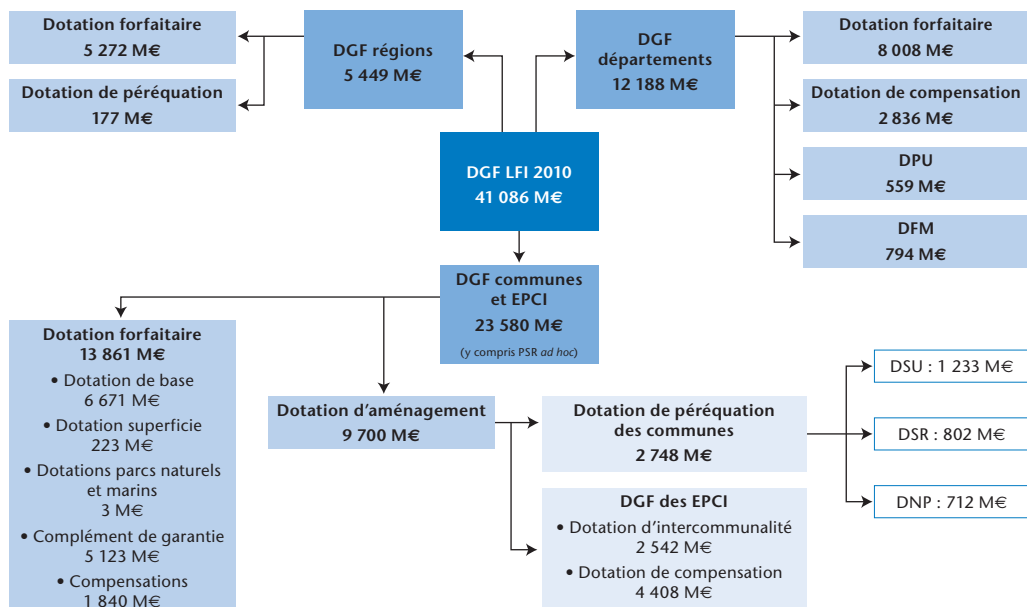 Dotation forfaitaire
5 272 M€
Dotation de péréquation
177 M€
DGF régions
5 449 M€
DGF
départements
12 188 M€
Dotation forfaitaire
8 008 M€
Dotation de compensation
2 836 M€
DPU
559 M€
DFM
794 M€
DGF LFI 2010
41 086 M€
DGF communes
et EPCI
23 580 M€
(y compris PSR ad hoc)
Dotation forfaitaire
13 861 M€
• Dotation de base
6 671 M€
• Dotation superficie
223 M€
• Dotations parcs naturels
et marins
3 M€
• Complément de garantie
5 123 M€
• Compensations
1 840 M€
Dotation d'aménagement
9 700 M€
Dotation de péréquation
des communes
2 748 M€
DGF des EPCI
• Dotation d'intercommunalité
2 542 M€
• Dotation de compensation
4 408 M€
DSU : 1 233 M€
DSR : 802 M€
DNP : 712 M€